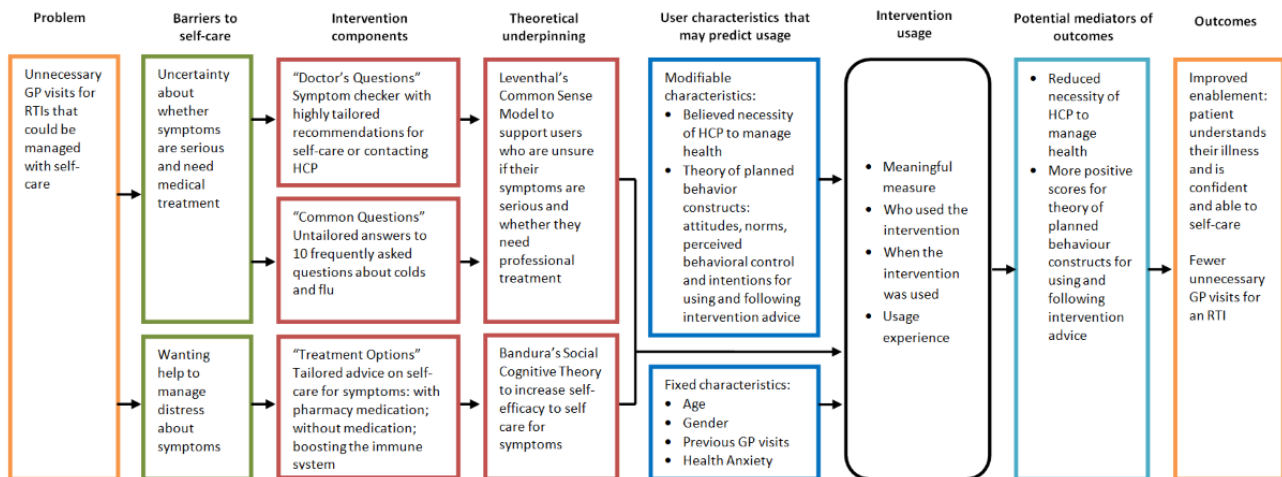 Problem
Barriers to
self-care
Intervention
components
Theoretical
underpinning
User characteristics that
may predict usage
Intervention
usage
Potential mediators of
outcomes
Outcomes
Unnecessary
GP visits for
RTIs that
could be
managed
with self-
care
Uncertainty
about
whether
symptoms
are serious
and need
medical
treatment
Wanting
help to
manage
distress
about
symptoms
“Doctor’s Questions”
Symptom checker with
highly tailored
recommendations for
self-care or contacting
HCP
“Common Questions”
Untailored answers to
10 frequently asked
questions about colds
and flu
“Treatment Options”
Tailored advice on self-
care for symptoms: with
pharmacy medication;
without medication;
boosting the immune
system
Leventhal’s
Common Sense
Model to
support users
who are unsure
if their
symptoms are
serious and
whether they
need
professional
treatment
Bandura’s Social
Cognitive Theory
to increase self-
efficacy to self
care for
symptoms
Modifiable
characteristics:
• Believed necessity
of HCP to manage
health
• Theory of planned
behavior
constructs:
attitudes, norms,
perceived
behavioral control
and intentions for
using and following
intervention advice
Fixed characteristics:
• Age
• Gender
• Previous GP visits
• Health Anxiety
• Meaningful
measure
• Who used the
intervention
• When the
intervention
was used
• Usage
experience
• Reduced
necessity of
HCP to
manage
health
• More positive
scores for
theory of
planned
behaviour
constructs for
using and
following
intervention
advice
Improved
enablement:
patient
understands
their illness
and is
confident
and able to
self-care
Fewer
unnecessary
GP visits for
an RTI